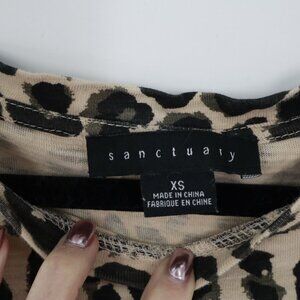 sanctuary
XS
MADE IN CHINA
FABRIQUE EN CHINE